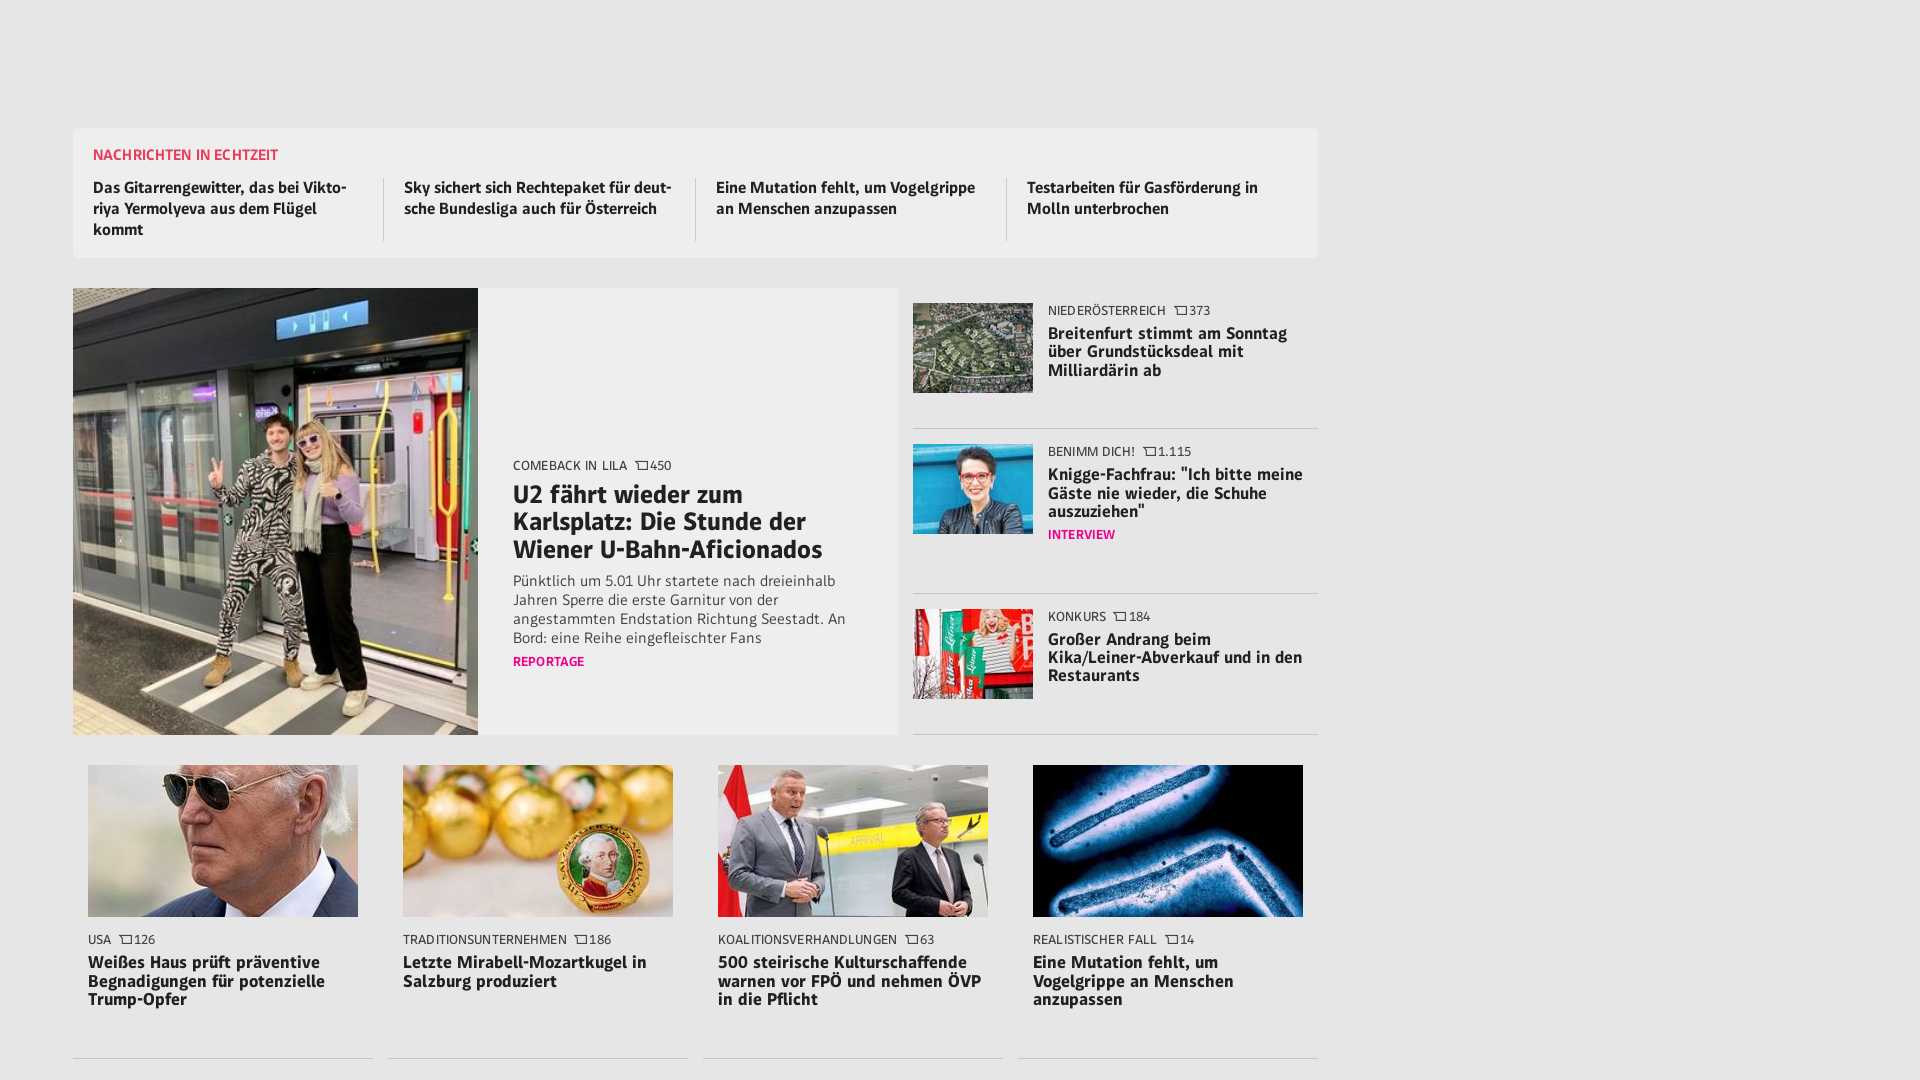 NACHRICHTEN IN ECHTZEIT
Das Gitarrengewitter, das bei Vikto-
riya Yermolyeva aus dem Flügel
kommt
Sky sichert sich Rechtepaket für deut-
sche Bundesliga auch für Österreich
Eine Mutation fehlt, um Vogelgrippe
an Menschen anzupassen
Testarbeiten für Gasförderung in
Molln unterbrochen
COMEBACK IN LILA 450
U2 fährt wieder zum
Karlsplatz: Die Stunde der
Wiener U-Bahn-Aficionados
Pünktlich um 5.01 Uhr startete nach dreieinhalb
Jahren Sperre die erste Garnitur von der
angestammten Endstation Richtung Seestadt. An
Bord: eine Reihe eingefleischter Fans
REPORTAGE
NIEDERÖSTERREICH 373
Breitenfurt stimmt am Sonntag
über Grundstücksdeal mit
Milliardärin ab
BENIMM DICH! 1.115
Knigge-Fachfrau: "Ich bitte meine
Gäste nie wieder, die Schuhe
auszuziehen"
INTERVIEW
kika
Leiner
Leiner
KONKURS 184
Großer Andrang beim
Kika/Leiner-Abverkauf und in den
Restaurants
USA 126
Weißes Haus prüft präventive
Begnadigungen für potenzielle
Trump-Opfer
TRADITIONSUNTERNEHMEN 186
Letzte Mirabell-Mozartkugel in
Salzburg produziert
KOALITIONSVERHANDLUNGEN 63
500 steirische Kulturschaffende
warnen vor FPÖ und nehmen ÖVP
in die Pflicht
REALISTISCHER FALL 14
Eine Mutation fehlt, um
Vogelgrippe an Menschen
anzupassen